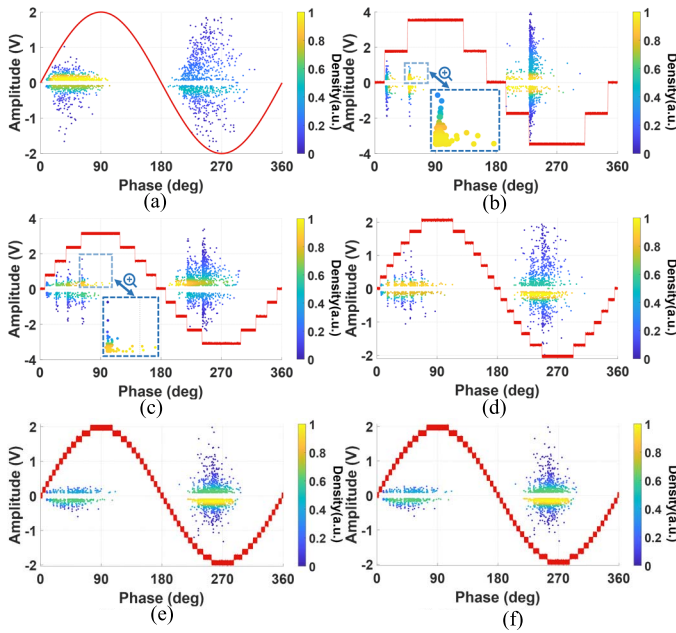 2 1 0 -1 -2
Amplitude (V)
0 90 180 270 360
Phase (deg)
1 0.8 0.6 0.4 0.2 0
Density(a.u.)
(a)
4 2 0 -2 -4
Amplitude (V)
0 90 180 270 360
Phase (deg)
1 0.8 0.6 0.4 0.2 0
Density(a.u.)
(b)
4 2 0 -2 -4
Amplitude (V)
0 90 180 270 360
Phase (deg)
1 0.8 0.6 0.4 0.2 0
Density(a.u.)
(c)
2 1 0 -1 -2
Amplitude (V)
0 90 180 270 360
Phase (deg)
1 0.8 0.6 0.4 0.2 0
Density(a.u.)
(d)
2 1 0 -1 -2
Amplitude (V)
0 90 180 270 360
Phase (deg)
1 0.8 0.6 0.4 0.2 0
Density(a.u.)
(e)
2 1 0 -1 -2
Amplitude (V)
0 90 180 270 360
Phase (deg)
1 0.8 0.6 0.4 0.2 0
Density(a.u.)
(f)